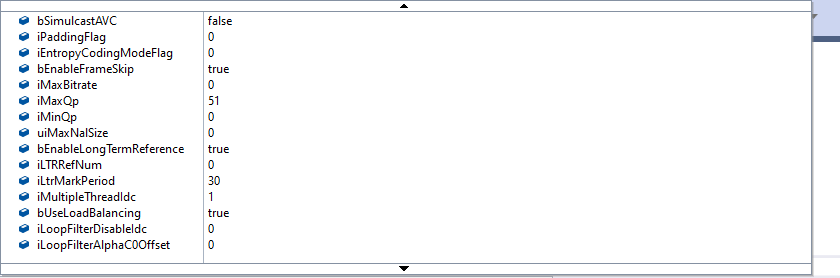 bSimulcastAVC false
iPaddingFlag 0
iEntropyCodingModeFlag 0
bEnableFrameSkip true
iMaxBitrate 0
iMaxQp 51
iMinQp 0
uiMaxNalSize 0
bEnableLongTermReference true
iLTRRefNum 0
iLtrMarkPeriod 30
iMultipleThreadIdc 1
bUseLoadBalancing true
iLoopFilterDisableIdc 0
iLoopFilterAlphaC0Offset 0